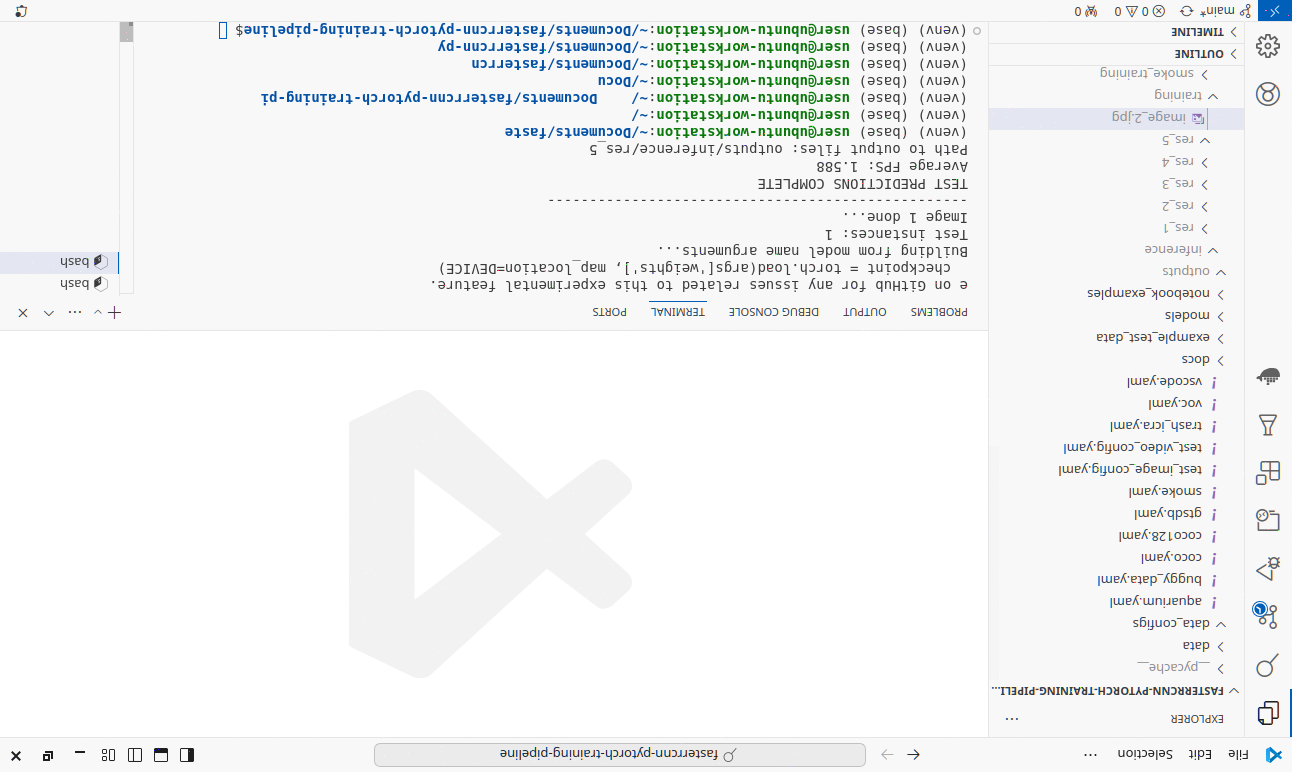 File Edit Selection ...
fasterrcnn-pytorch-training-pipeline
EXPLORER
FASTERRCNN-PYTORCH-TRAINING-PIPELI...
__pycache__
data
data_configs
aquarium.yaml
buggy_data.yaml
coco.yaml
coco128.yaml
gtsdb.yaml
smoke.yaml
test_image_config.yaml
test_video_config.yaml
trash_icra.yaml
voc.yaml
vscode.yaml
docs
example_test_data
models
notebook_examples
outputs
inference
res_1
res_2
res_3
res_4
res_5
image_2.jpg
training
smoke_training
OUTLINE
TIMELINE
PROBLEMS OUTPUT DEBUG CONSOLE TERMINAL PORTS
e on GitHub for any issues related to this experimental feature.
checkpoint = torch.load(args['weights'], map_location=DEVICE)
Building from model name arguments...
Test instances: 1
Image 1 done...
--------------------------------------------------
TEST PREDICTIONS COMPLETE
Average FPS: 1.588
Path to output files: outputs/inference/res_5
(venv) (base) user@ubuntu-workstation:~/Documents/faste
(venv) (base) user@ubuntu-workstation:~/
(venv) (base) user@ubuntu-workstation:~/    Documents/fasterrcnn-pytorch-training-pi
(venv) (base) user@ubuntu-workstation:~/Docu
(venv) (base) user@ubuntu-workstation:~/Documents/fasterrcn
(venv) (base) user@ubuntu-workstation:~/Documents/fasterrcnn-py
(venv) (base) user@ubuntu-workstation:~/Documents/fasterrcnn-pytorch-training-pipeline$
bash
bash
main* 0 0 0